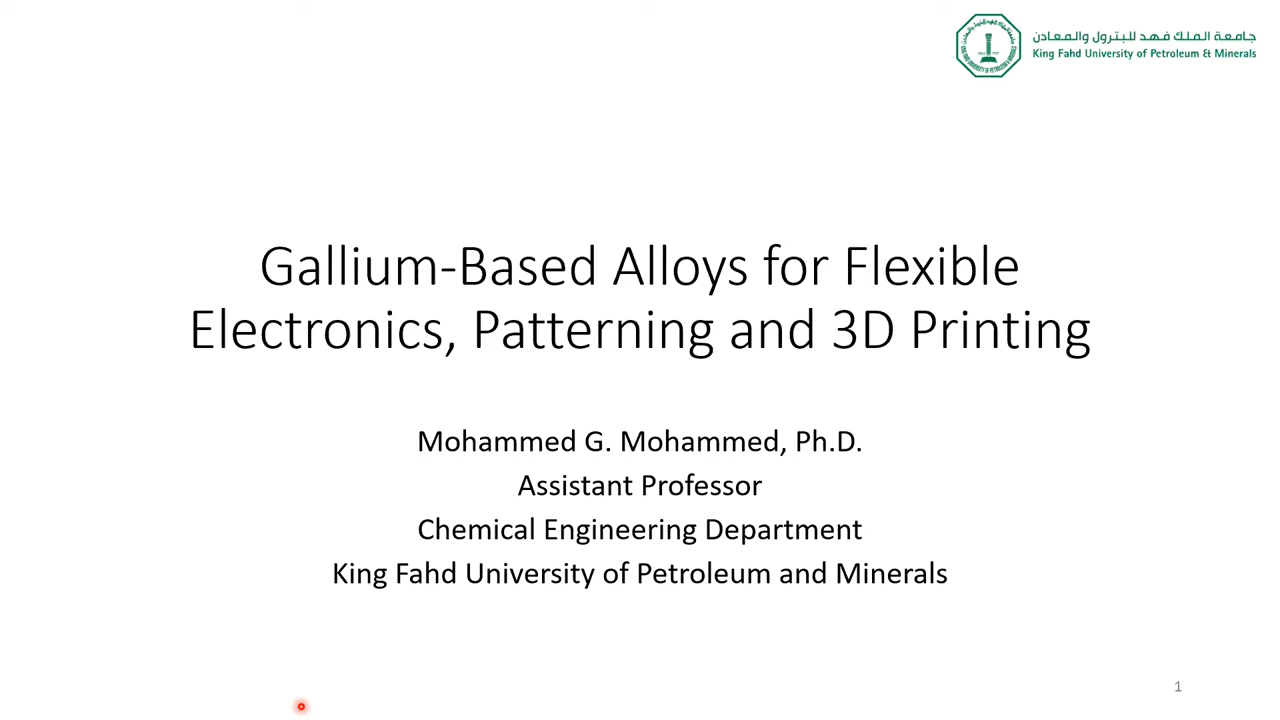 جامعة الملك فهد للبترول والمعادن
King Fahd University of Petroleum & Minerals
Gallium-Based Alloys for Flexible
Electronics, Patterning and 3D Printing
Mohammed G. Mohammed, Ph.D.
Assistant Professor
Chemical Engineering Department
King Fahd University of Petroleum and Minerals
1